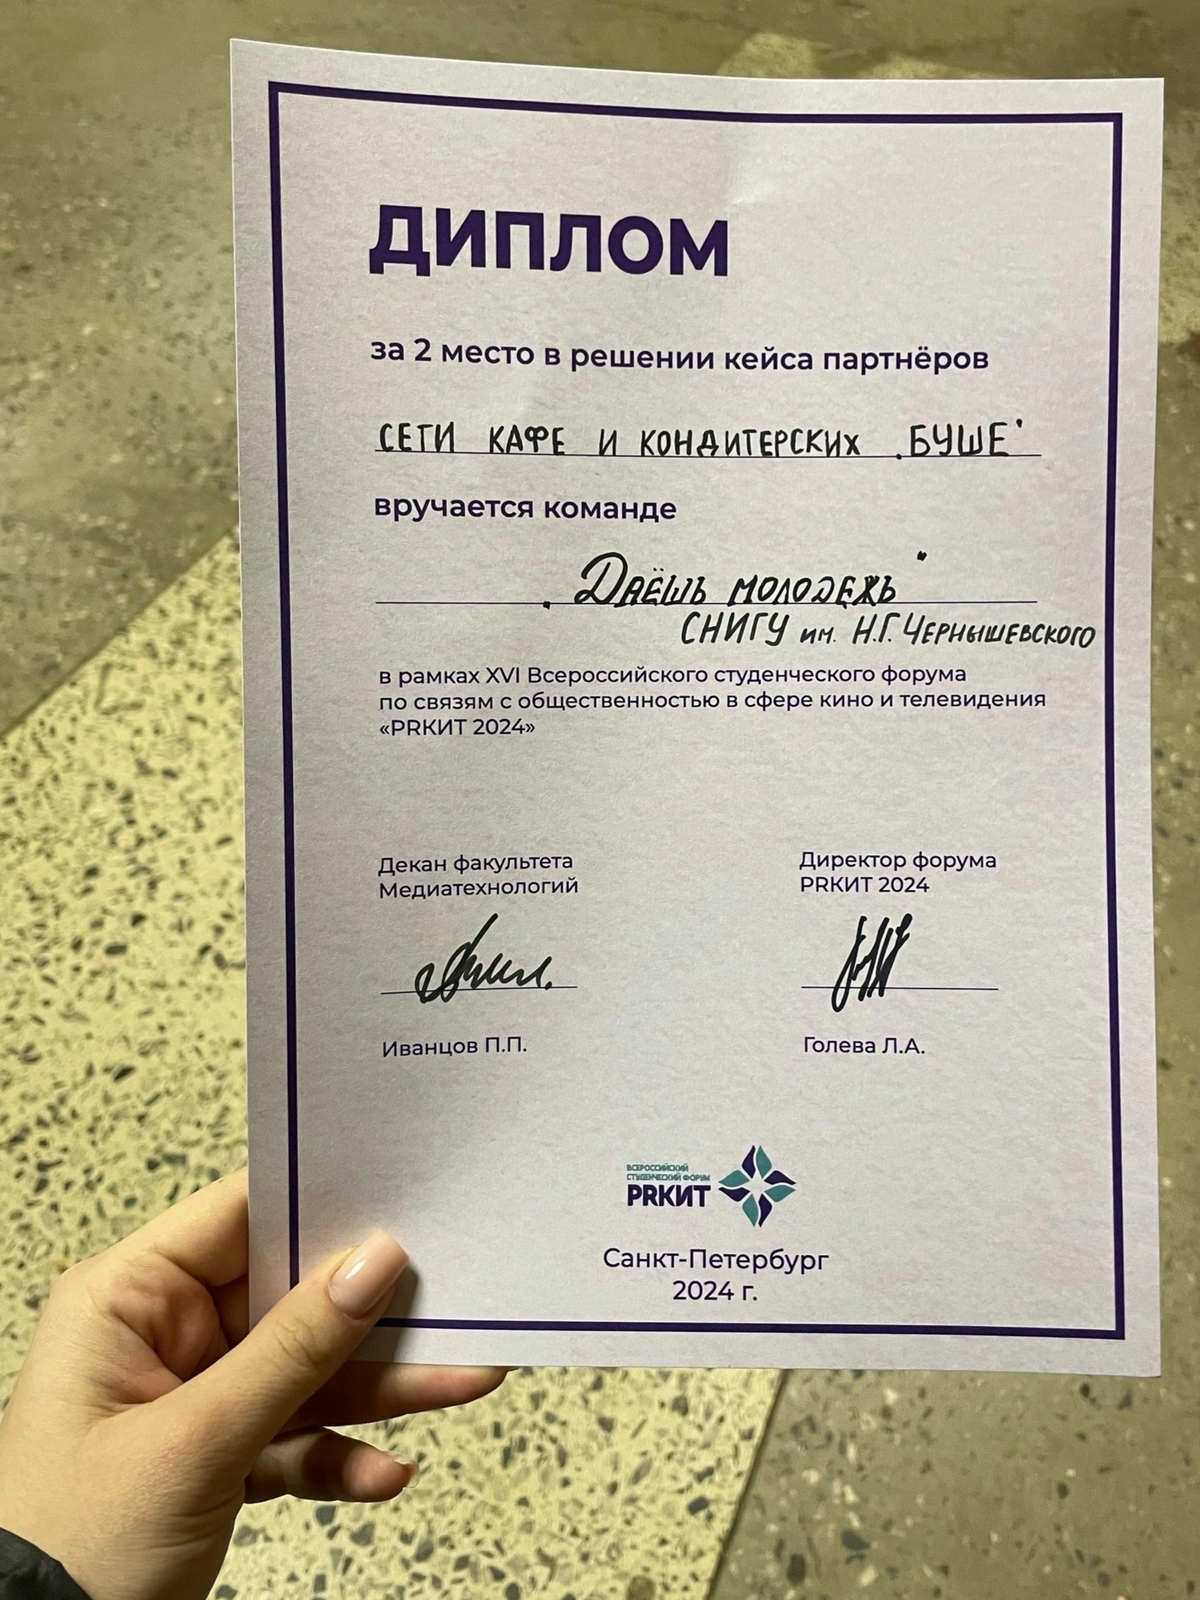 ДИПЛОМ
за 2 место в решении кейса партнёров
СЕТИ КАФЕ И КОНДИТЕРСКИХ „БУШЕ"
вручается команде
„Даёшь молодежь"
СНИГУ им. Н.Г. Чернышевского
в рамках XVI Всероссийского студенческого форума
по связям с общественностью в сфере кино и телевидения
«PRКИТ 2024»
Декан факультета
Медиатехнологий
Иванцов П.П.
Директор форума
PRКИТ 2024
Голева Л.А.
ВСЕРОССИЙСКИЙ
СТУДЕНЧЕСКИЙ ФОРУМ
PRКИТ
Санкт-Петербург
2024 г.